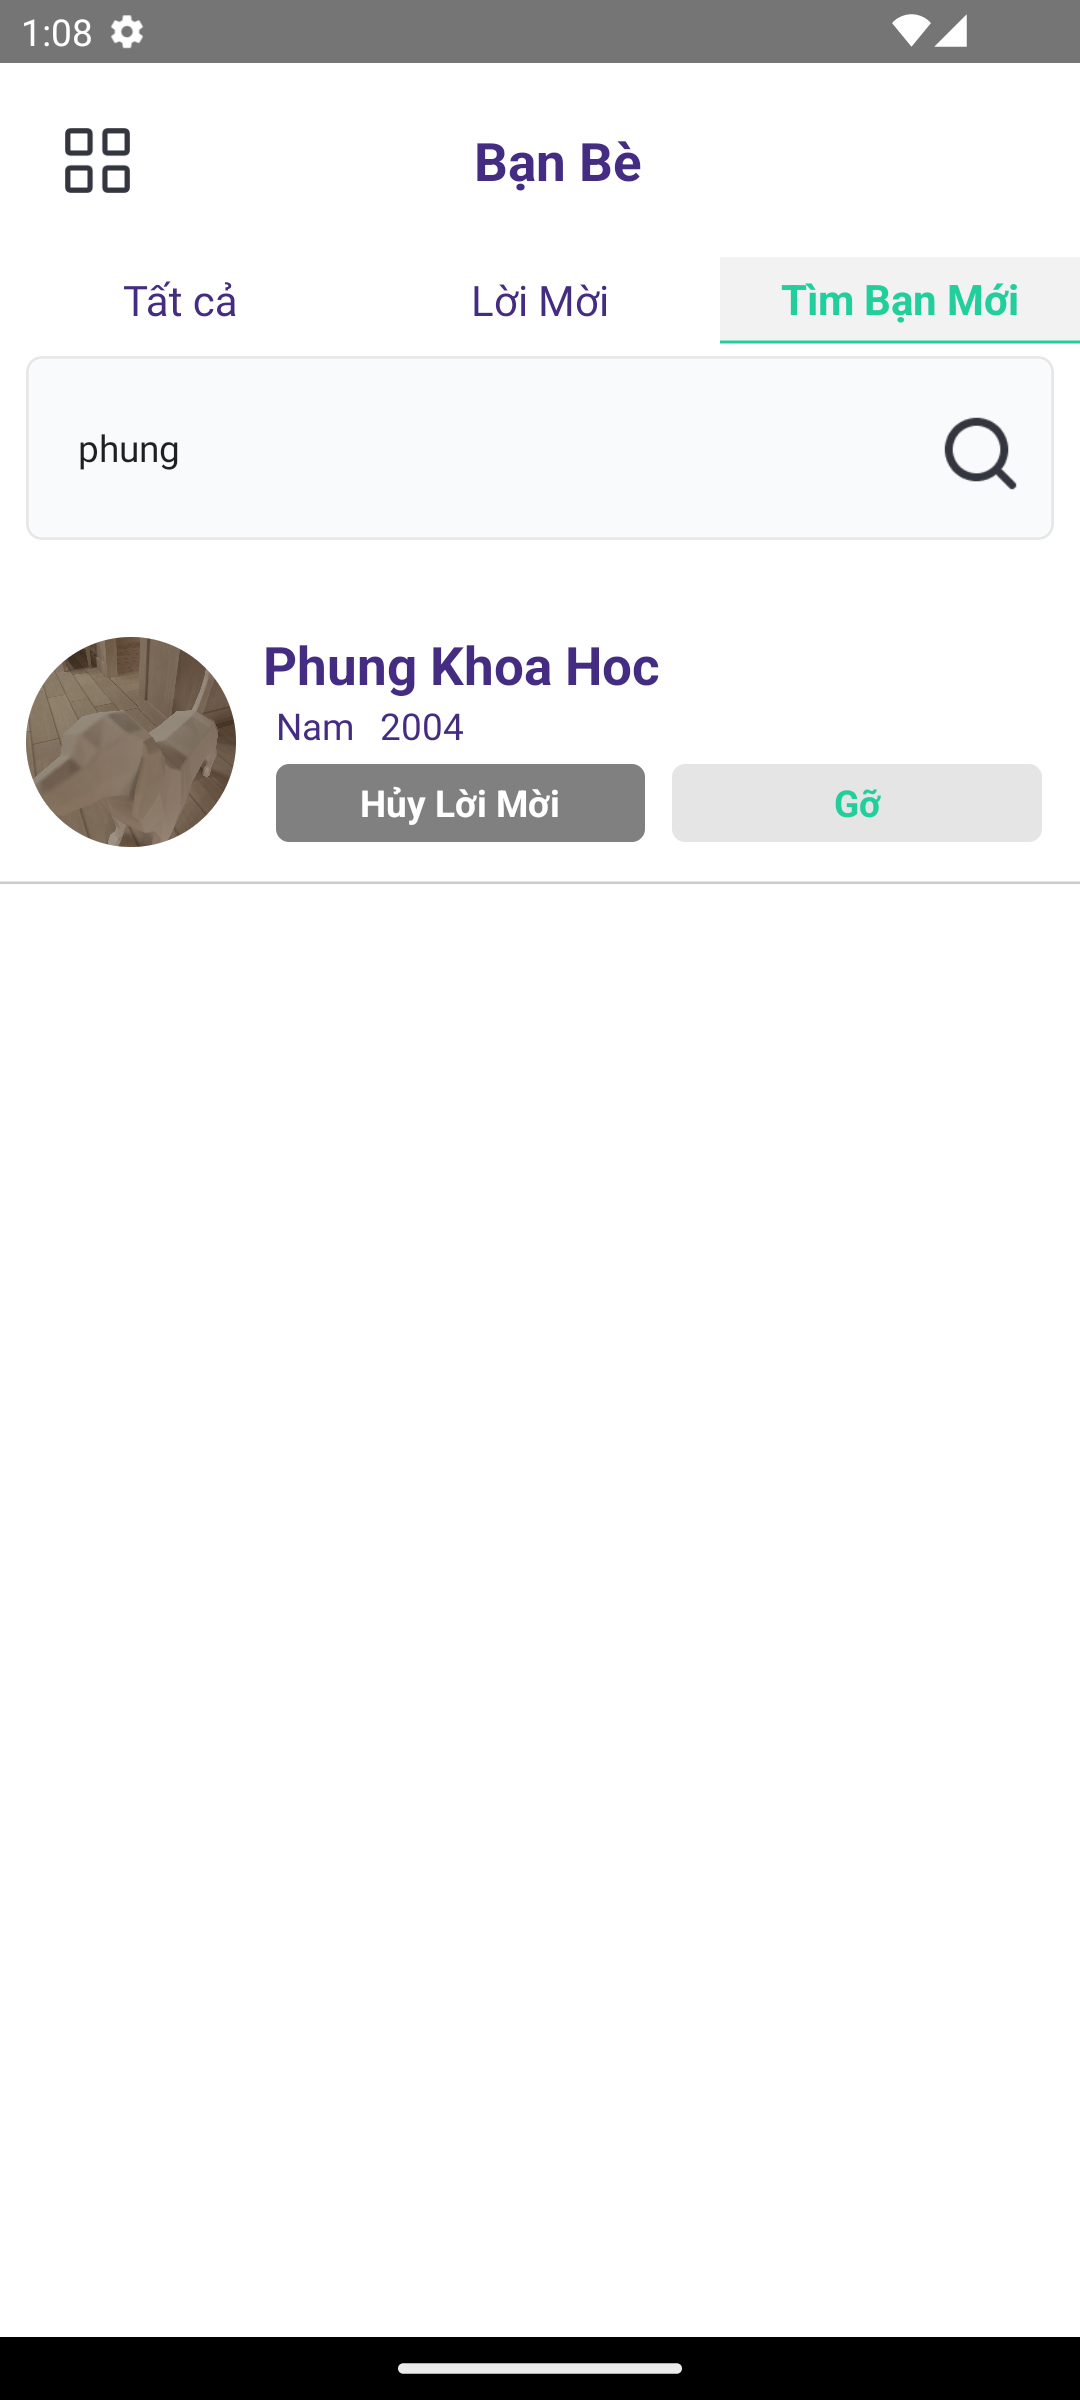 1:08
Bạn Bè
Tất cả Lời Mời Tìm Bạn Mới
phung
Phung Khoa Hoc
Nam 2004
Hủy Lời Mời Gỡ